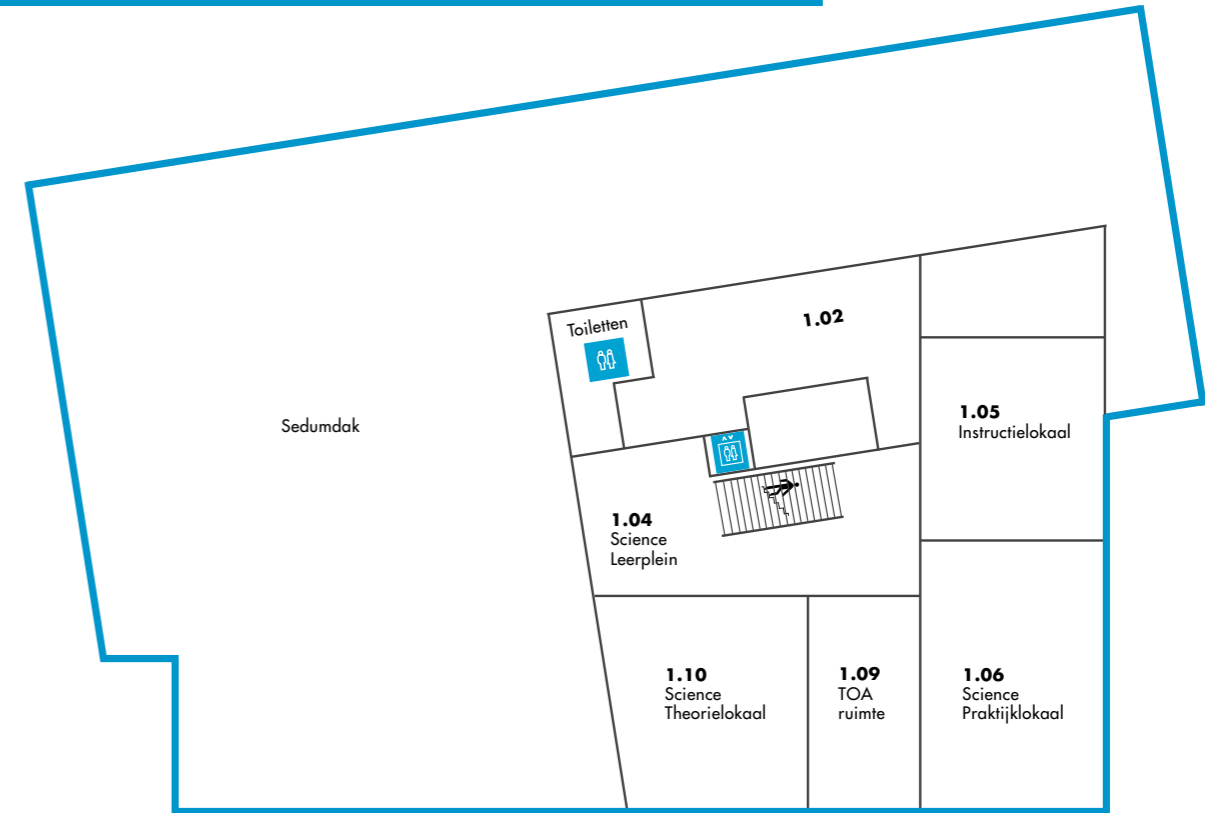 Toiletten
1.02
1.05
Instructielokaal
Sedumdak
1.04
Science
Leerplein
1.10
Science
Theorielokaal
1.09
TOA
ruimte
1.06
Science
Praktijklokaal